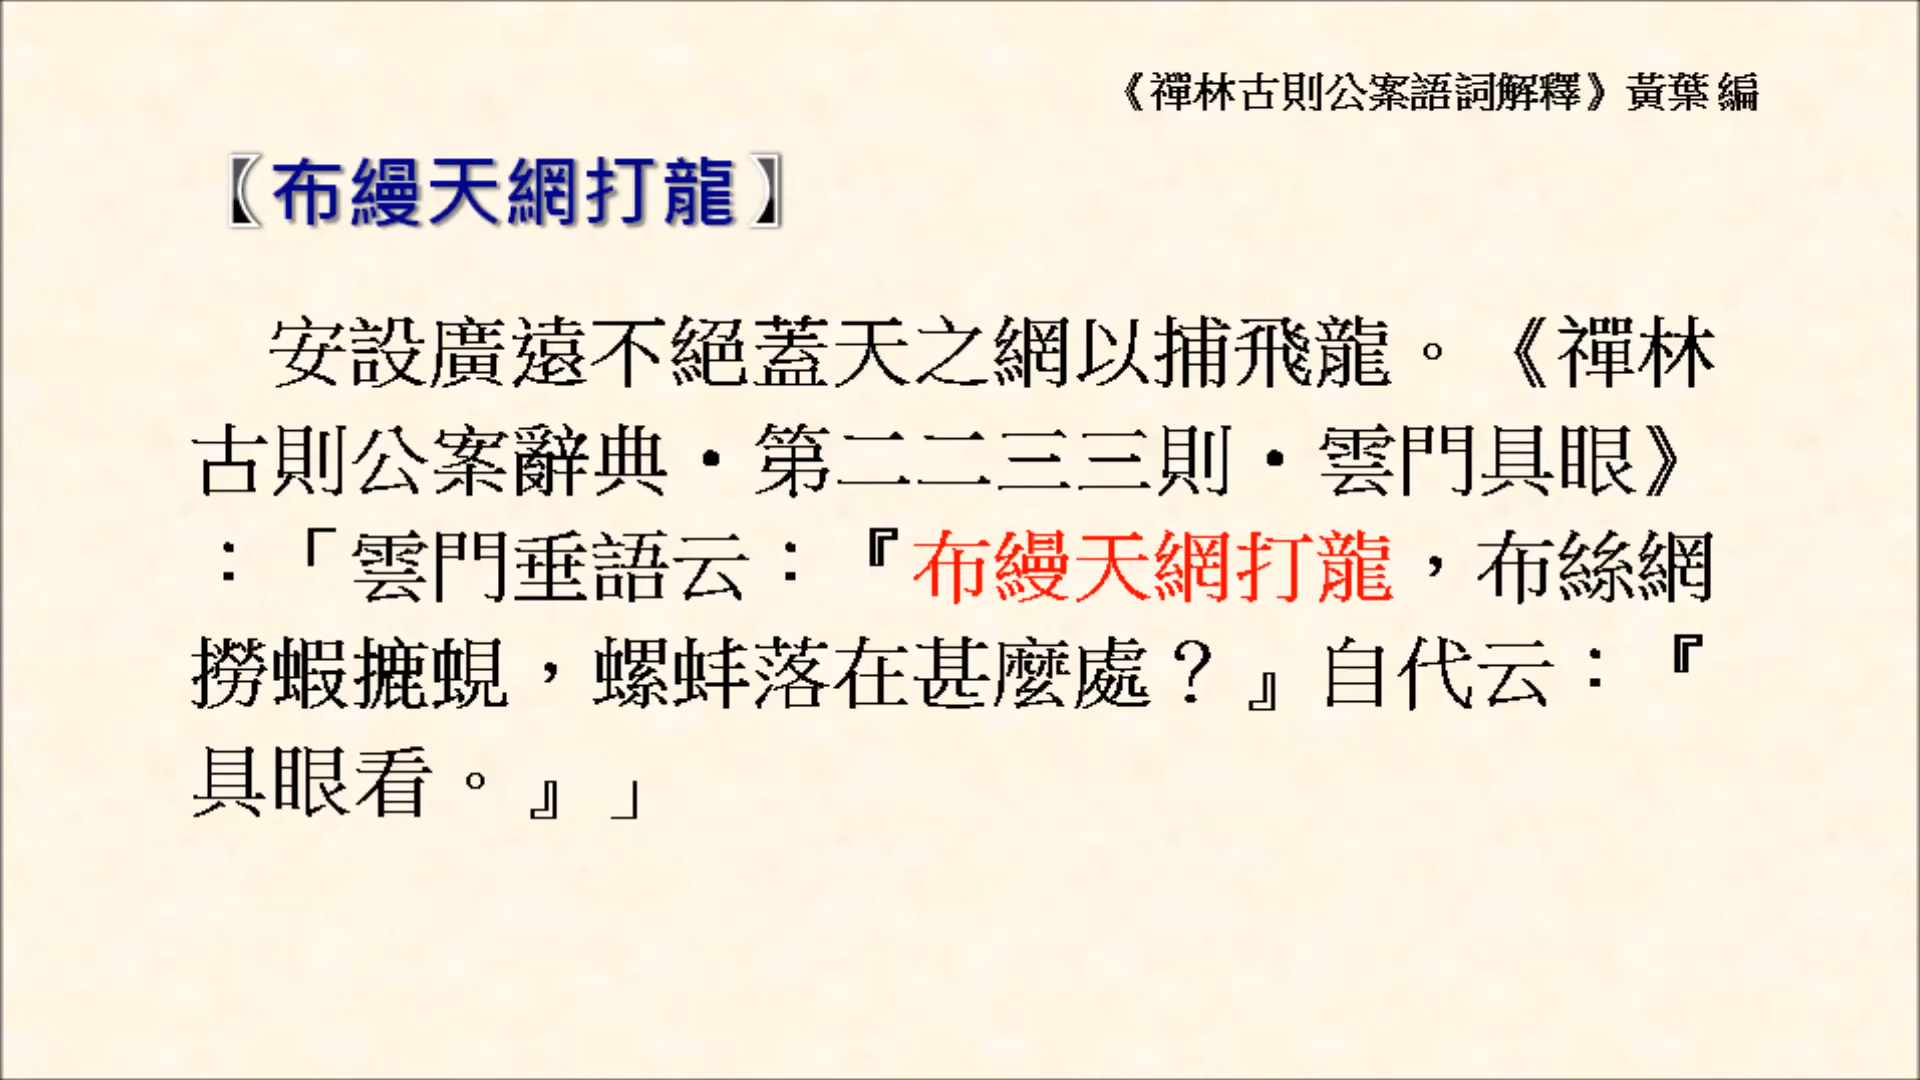 《禪林古則公案語詞解釋》黃葉 編
【布縵天網打龍】
安設廣遠不絕蓋天之網以捕飛龍。《禪林
古則公案辭典・第二二三三則・雲門具眼》
：「雲門垂語云：『布縵天網打龍，布絲網
撈蝦摝蜆，螺蚌落在甚麼處？』自代云：『
具眼看。』」